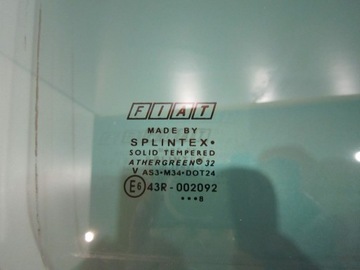 FIAT
MADE BY
SPLINTEX•
SOLID TEMPERED
ATHERGREEN® 32
V AS3•M34•DOT24
E6 43R-002092
•••8